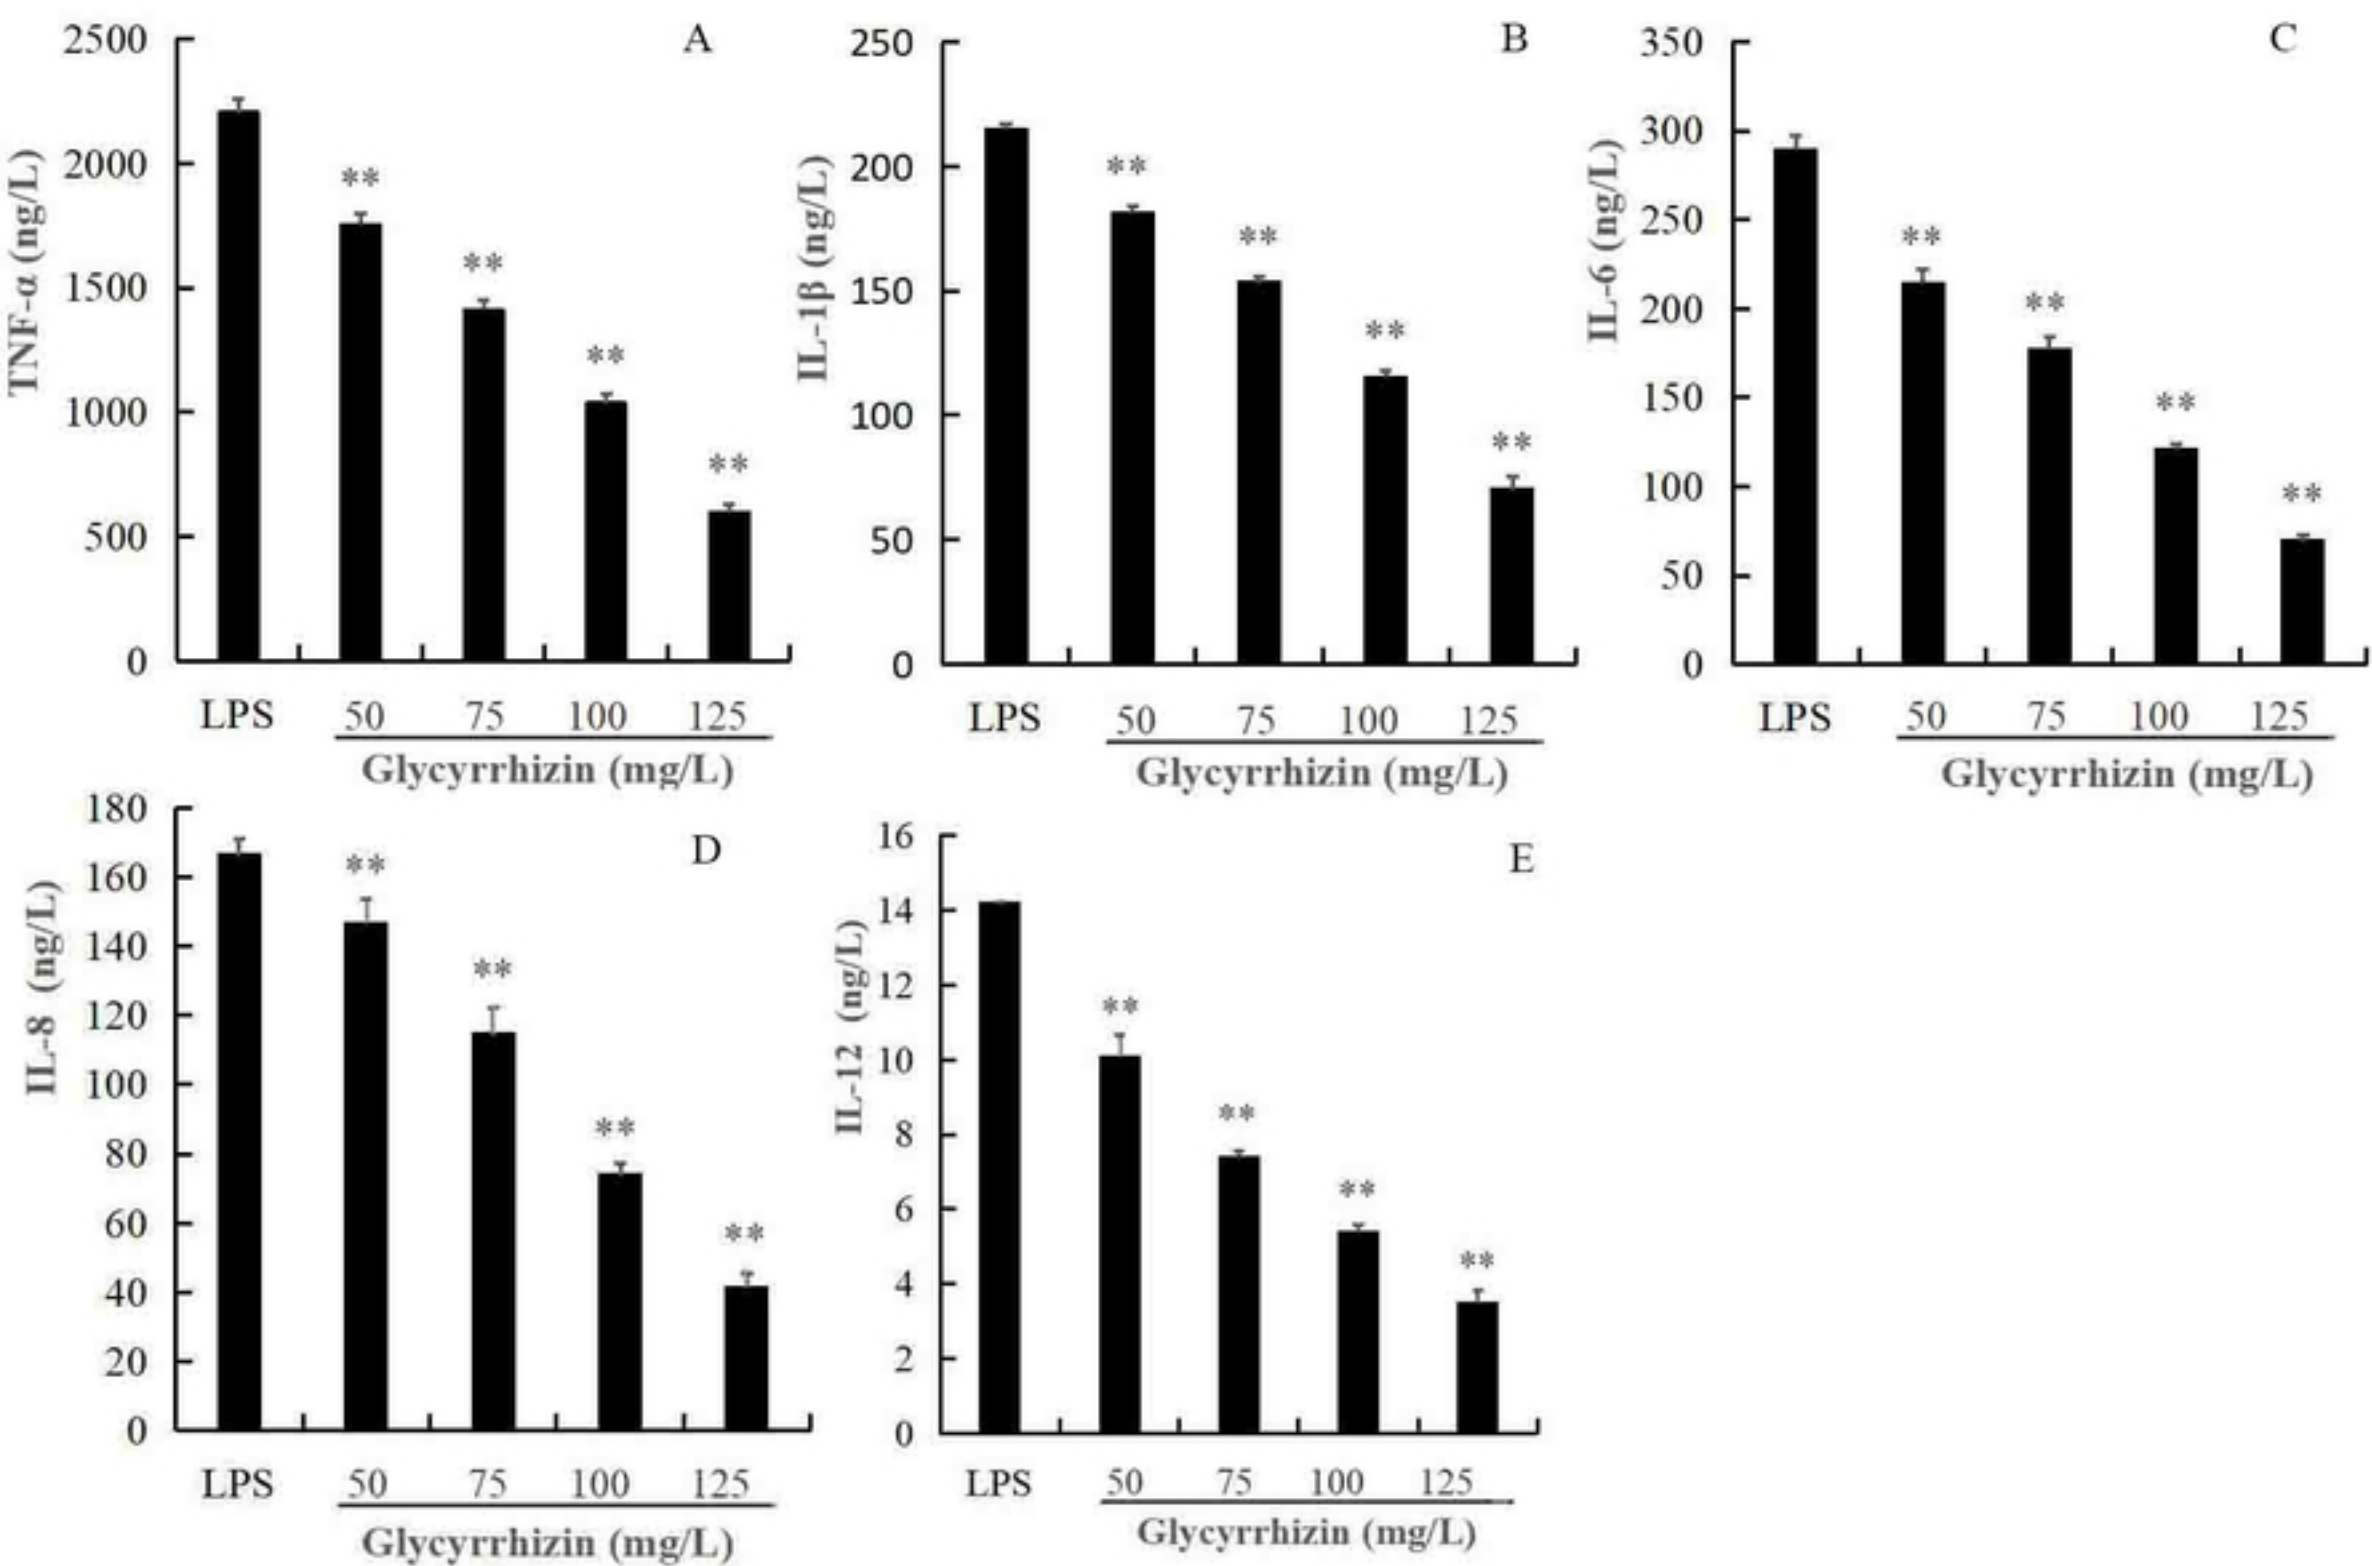 A
TNF-α (ng/L)
2500
2000
1500
1000
500
0
**
**
**
**
LPS 50 75 100 125
Glycyrrhizin (mg/L)
B
IL-1β (ng/L)
250
200
150
100
50
0
**
**
**
**
LPS 50 75 100 125
Glycyrrhizin (mg/L)
C
IL-6 (ng/L)
350
300
250
200
150
100
50
0
**
**
**
**
LPS 50 75 100 125
Glycyrrhizin (mg/L)
D
IL-8 (ng/L)
180
160
140
120
100
80
60
40
20
0
**
**
**
**
LPS 50 75 100 125
Glycyrrhizin (mg/L)
E
IL-12 (ng/L)
16
14
12
10
8
6
4
2
0
**
**
**
**
LPS 50 75 100 125
Glycyrrhizin (mg/L)